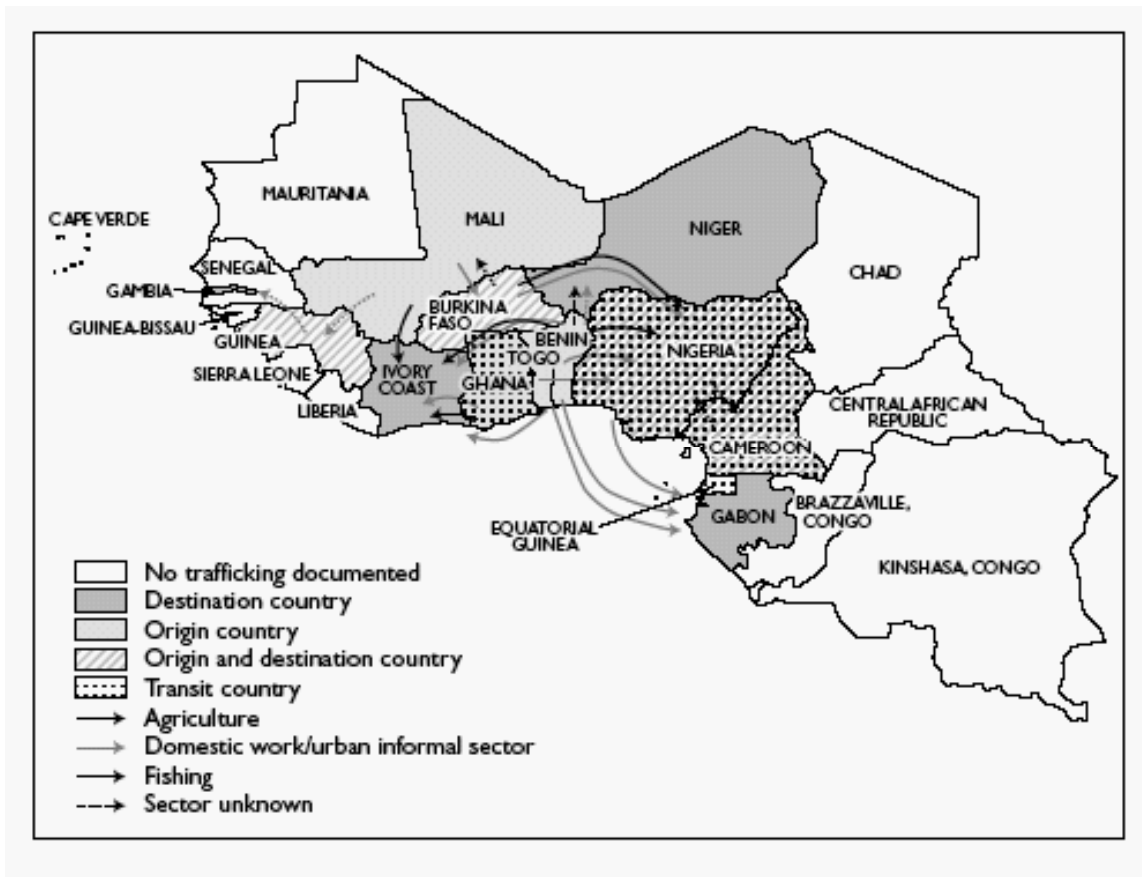 MAURITANIA
MALI
NIGER
CAPE VERDE
CHAD
SENEGAL
GAMBIA
GUINEA-BISSAU
GUINEA
BURKINA
FASO
BENIN
TOGO
NIGERIA
SIERRA LEONE
IVORY
COAST
GHANA
LIBERIA
CENTRAL AFRICAN
REPUBLIC
CAMEROON
EQUATORIAL
GUINEA
GABON
BRAZZAVILLE,
CONGO
KINSHASA, CONGO
No trafficking documented
Destination country
Origin country
Origin and destination country
Transit country
Agriculture
Domestic work/urban informal sector
Fishing
Sector unknown